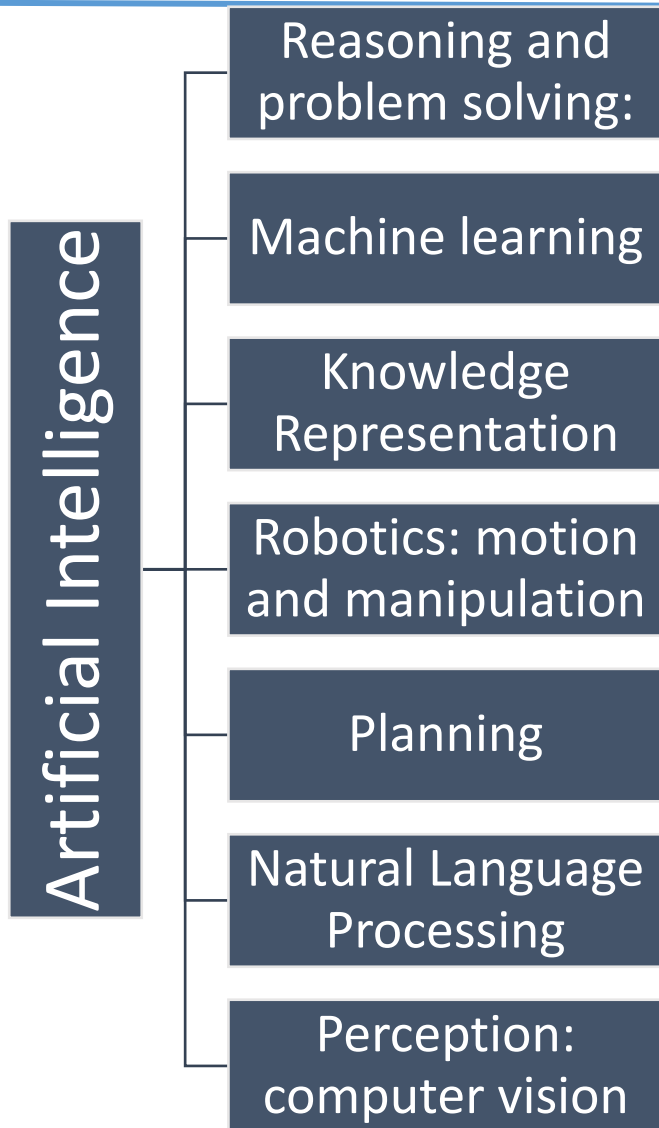 Artificial Intelligence
Reasoning and
problem solving:
Machine learning
Knowledge
Representation
Robotics: motion
and manipulation
Planning
Natural Language
Processing
Perception:
computer vision